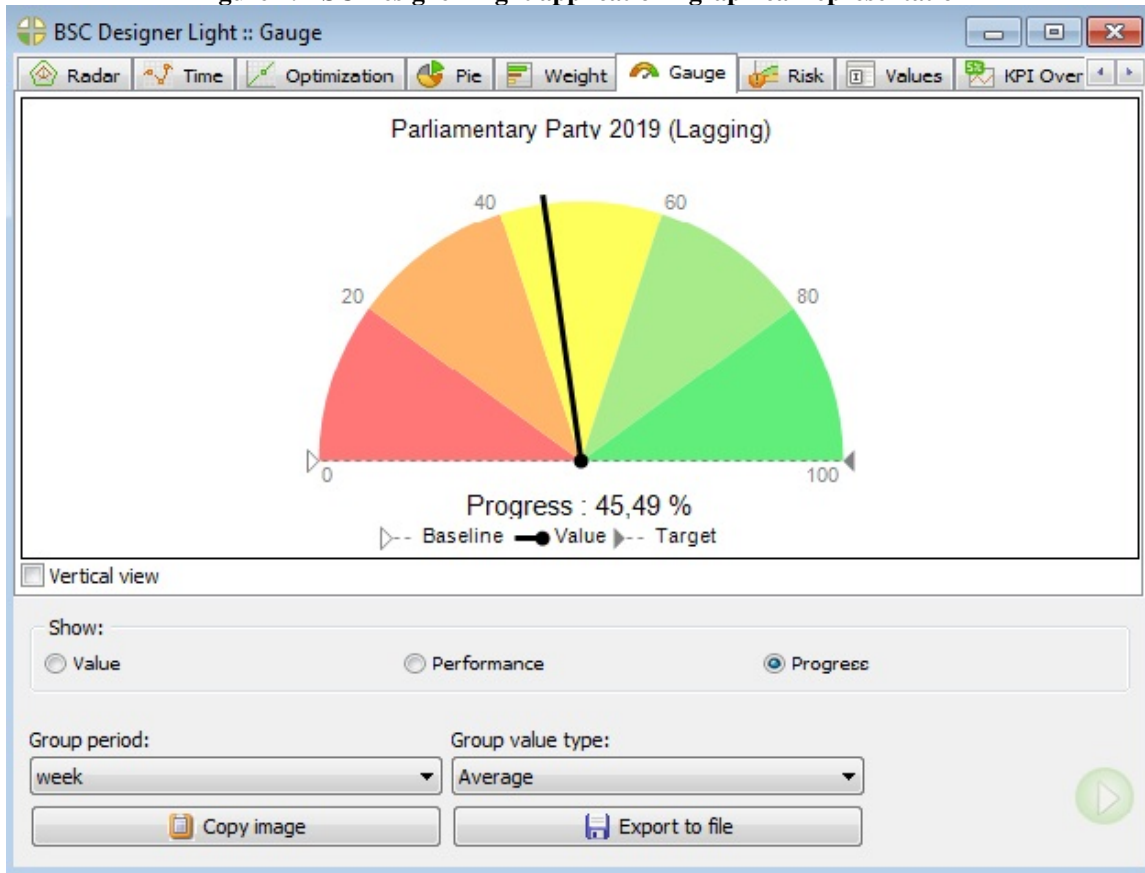 BSC Designer Light :: Gauge
Radar Time Optimization Pie Weight Gauge Risk Values 5% KPI Over
Parliamentary Party 2019 (Lagging)
40 60
20 80
0 100
Progress : 45,49 %
Baseline Value Target
Vertical view
Show:
Value Performance Progress
Group period: Group value type:
week Average
Copy image Export to file